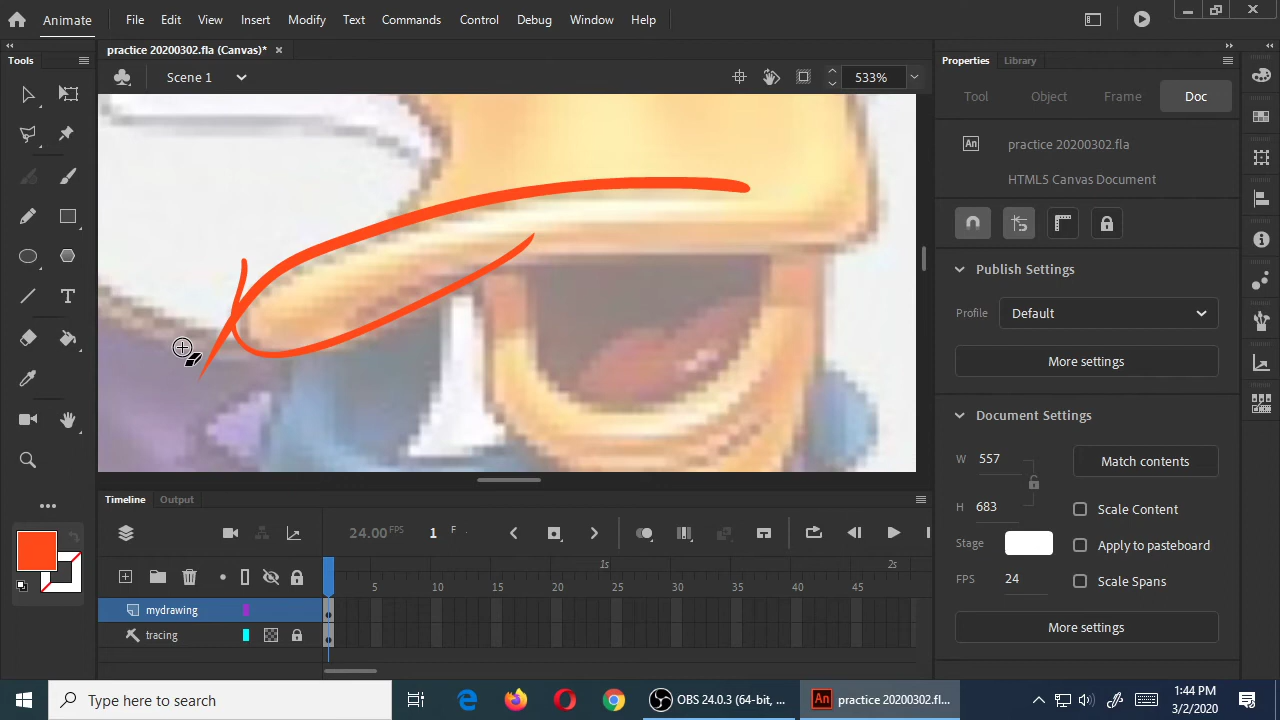 Animate
File Edit View Insert Modify Text Commands Control Debug Window Help
Tools
practice 20200302.fla (Canvas)*
Properties Library
Scene 1
533%
Tool Object Frame Doc
An practice 20200302.fla
HTML5 Canvas Document
Publish Settings
Profile Default
More settings
Document Settings
W 557
Match contents
H 683
Scale Content
Stage
Apply to pasteboard
FPS 24
Scale Spans
More settings
Timeline Output
24.00 FPS 1 F
1s 2s
5 10 15 20 25 30 35 40 45
mydrawing
tracing
Type here to search
OBS 24.0.3 (64-bit, ...
An practice 20200302.fl...
1:44 PM
3/2/2020